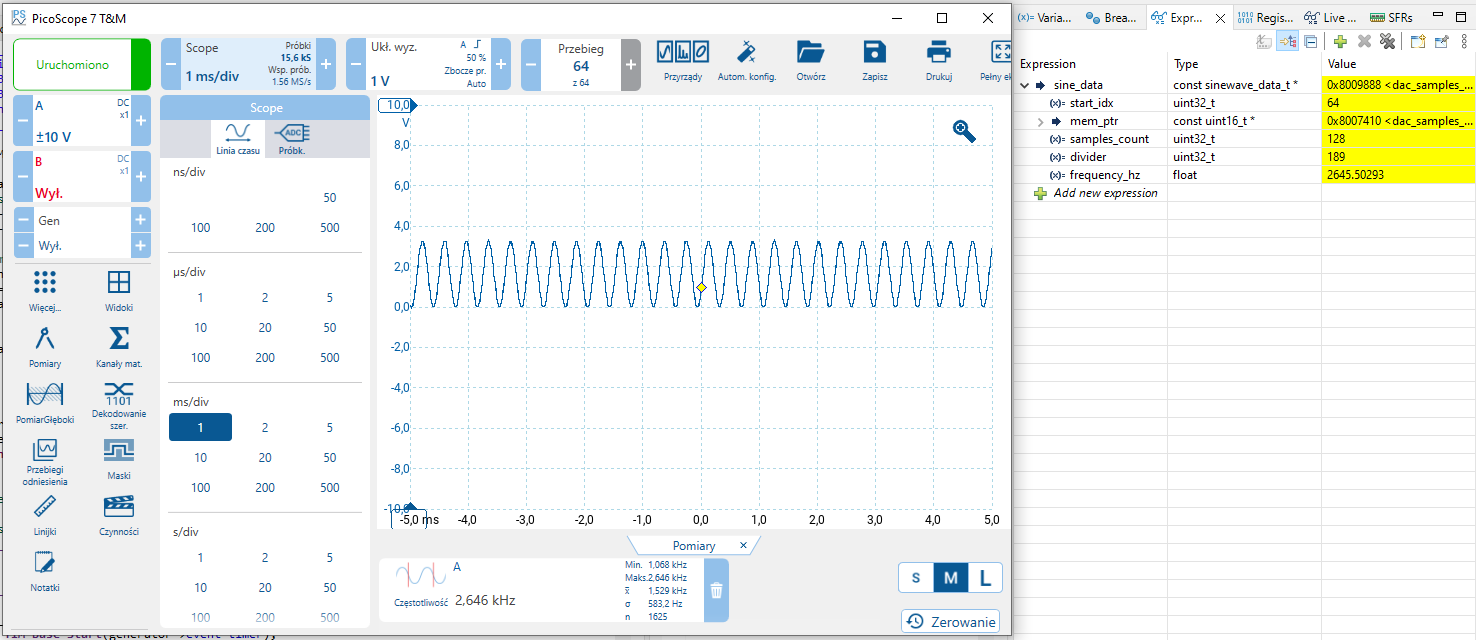 PicoScope 7 T&M
Uruchomiono
Scope
1 ms/div
Próbki
15,6 kS
Wsp. prób.
1.56 MS/s
Ukł. wyz.
1 V
A
50 %
Zbocze pr.
Auto
Przebieg
64
z 64
Przyrządy
Autom. konfig.
Otwórz
Zapisz
Drukuj
Pełny ek
A
DC
x1
±10 V
B
DC
x1
Wył.
Gen
Wył.
Więcej...
Widoki
Pomiary
Kanały mat.
PomiarGłęboki
1101
Dekodowanie
szer.
Przebiegi
odniesienia
Maski
Linijki
Czynności
Notatki
Scope
Linia czasu
ADC
Próbk.
ns/div
50
100 200 500
µs/div
1 2 5
10 20 50
100 200 500
ms/div
1 2 5
10 20 50
100 200 500
s/div
1 2 5
10 20 50
100 200 500
10,0
V
8,0
6,0
4,0
2,0
0,0
-2,0
-4,0
-6,0
-8,0
-10,0
-5,0 ms -4,0 -3,0 -2,0 -1,0 0,0 1,0 2,0 3,0 4,0 5,0
Pomiary
A
Częstotliwość 2,646 kHz
Min. 1,068 kHz
Maks. 2,646 kHz
x̄ 1,529 kHz
σ 583,2 Hz
n 1625
S M L
Zerowanie
(x)= Varia... Brea... Expr... Regis... Live ... SFRs
Expression Type Value
sine_data const sinewave_data_t * 0x8009888 <dac_samples_...
(x)= start_idx uint32_t 64
mem_ptr const uint16_t * 0x8007410 <dac_samples_...
(x)= samples_count uint32_t 128
(x)= divider uint32_t 189
(x)= frequency_hz float 2645.50293
Add new expression